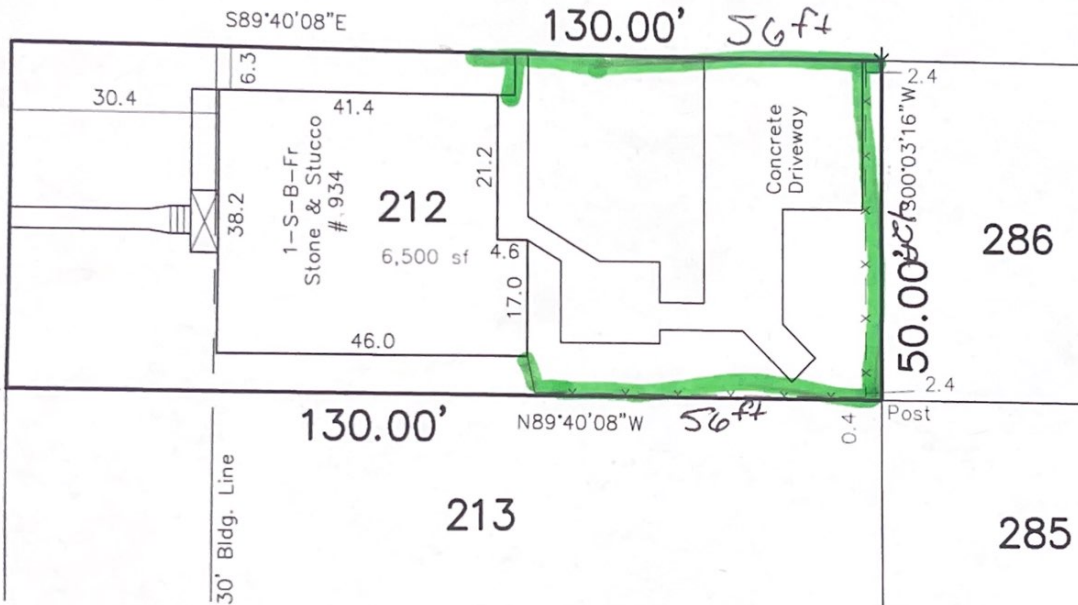 S89°40'08"E
130.00'
56ft
6.3
30.4
41.4
2.4
1-S-B-Fr.
Stone & Stucco
# 934
38.2
212
6,500 sf
21.2
4.6
17.0
46.0
Concrete
Driveway
S00°03'16"W
50.00'
286
2.4
Post
0.4
130.00'
N89°40'08"W
56ft
30' Bldg. Line
213
285